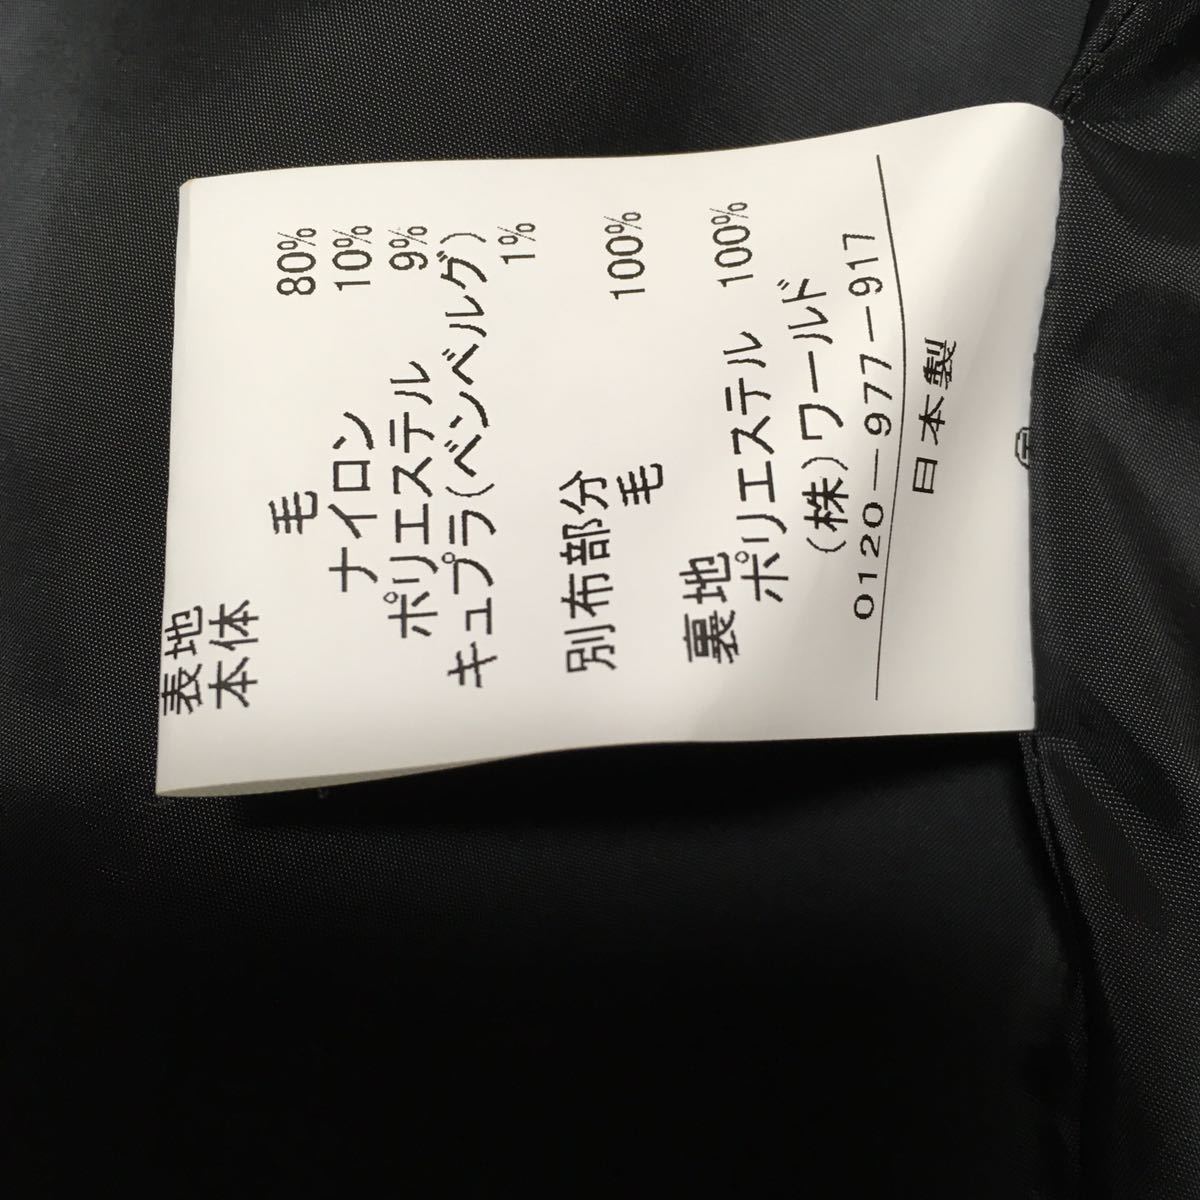 表地
本体
毛 80%
ナイロン 10%
ポリエステル 9%
キュプラ(ベンベルグ)
1%
別布部分
毛 100%
裏地
ポリエステル 100%
(株)ワールド
0120-977-917
日本製